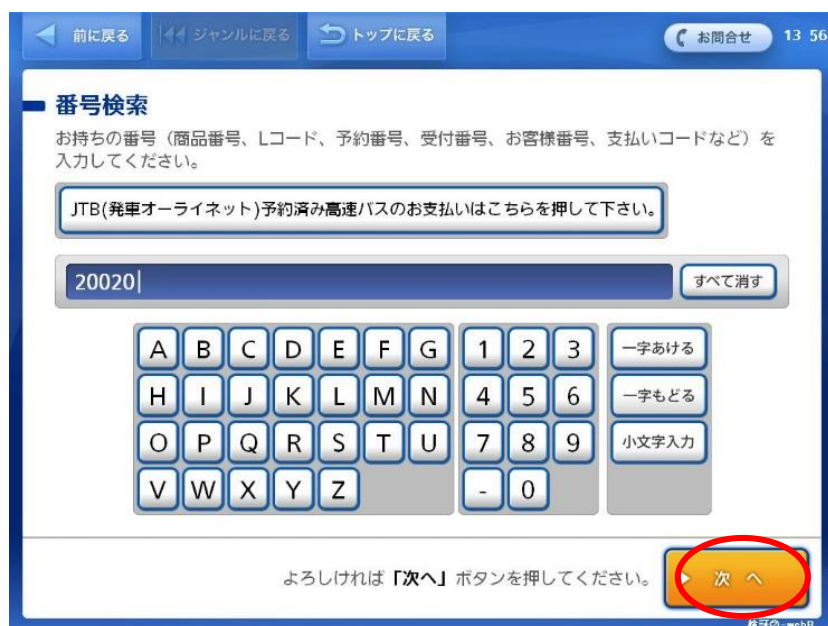 前に戻る
ジャンルに戻る
トップに戻る
お問合せ
13 56
番号検索
お持ちの番号（商品番号、Lコード、予約番号、受付番号、お客様番号、支払いコードなど）を
入力してください。
JTB(発車オーライネット)予約済み高速バスのお支払いはこちらを押して下さい。
20020
すべて消す
A B C D E F G 1 2 3 一字あける
H I J K L M N 4 5 6 一字もどる
O P Q R S T U 7 8 9 小文字入力
V W X Y Z - 0
よろしければ「次へ」ボタンを押してください。
次 へ